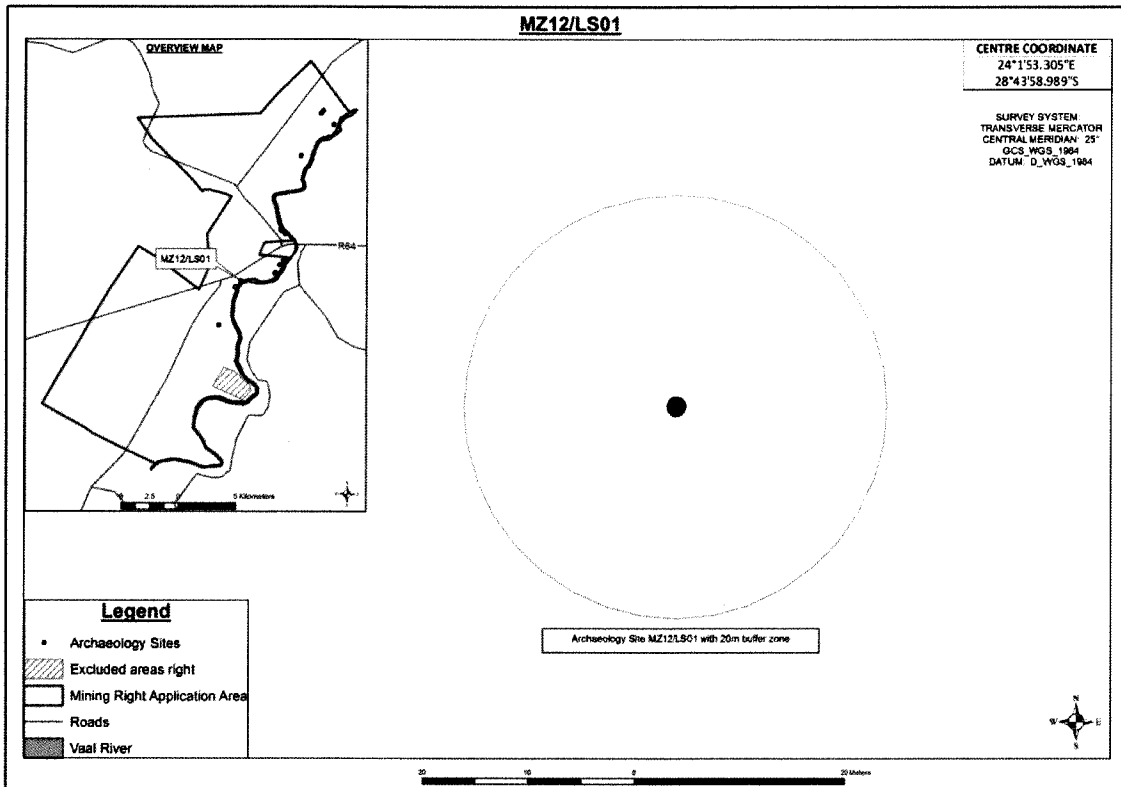 MZ12/LS01
OVERVIEW MAP
MZ12/LS01
R64
2.5 0 5 Kilometers
CENTRE COORDINATE
24°1'53.305"E
28°43'58.989"S
SURVEY SYSTEM:
TRANSVERSE MERCATOR
CENTRAL MERIDIAN: 25°
GCS_WGS_1984
DATUM: D_WGS_1984
Archaeology Site MZ12/LS01 with 20m buffer zone
Legend
Archaeology Sites
Excluded areas right
Mining Right Application Area
Roads
Vaal River
N
W E
S
20 10 0 20 Meters